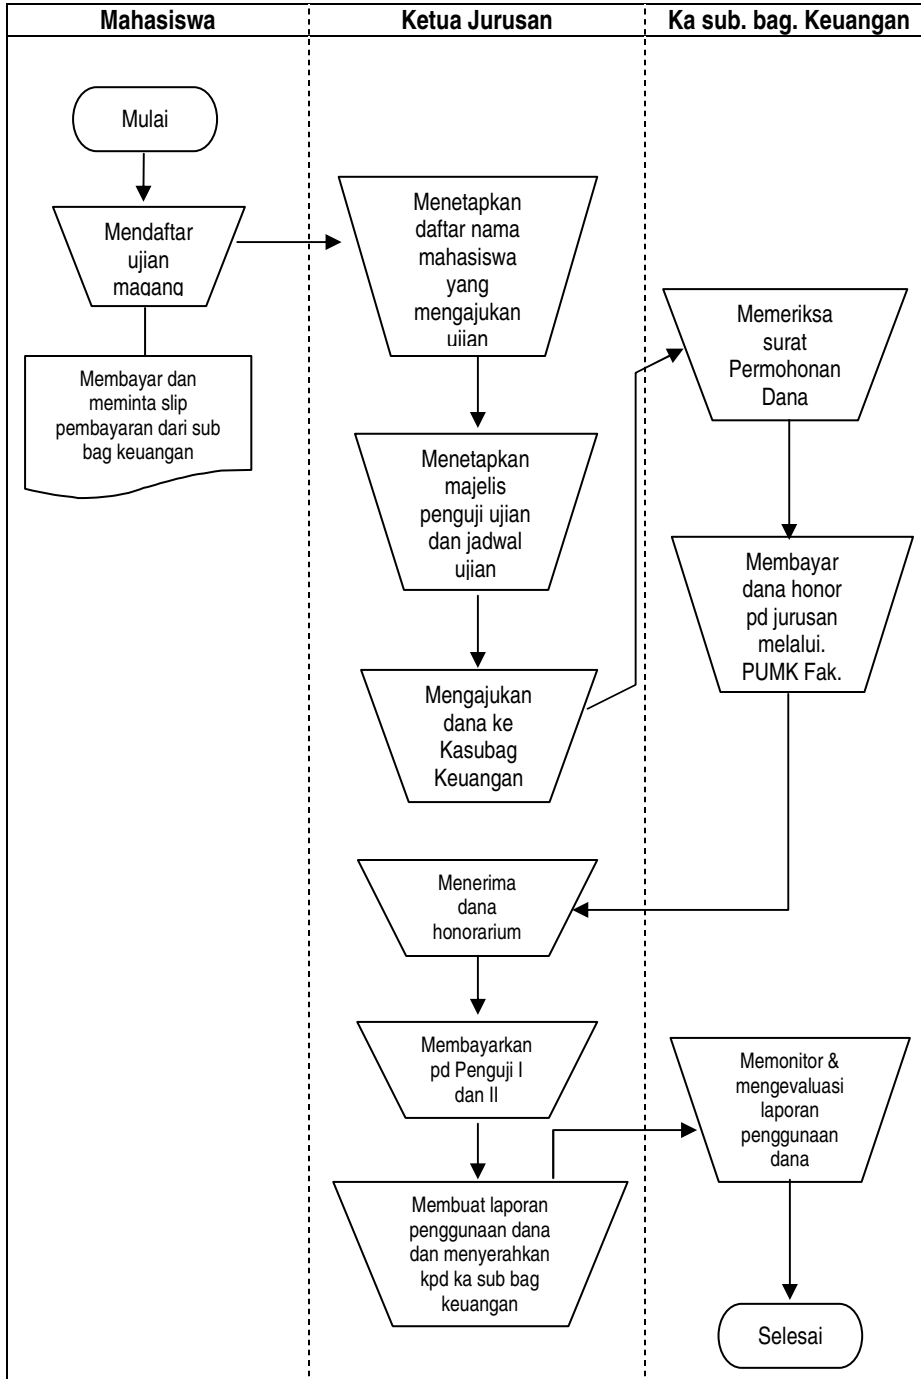 Mahasiswa
Ketua Jurusan
Ka sub. bag. Keuangan
Mulai
Mendaftar
ujian
magang
Membayar dan
meminta slip
pembayaran dari sub
bag keuangan
Menetapkan
daftar nama
mahasiswa
yang
mengajukan
ujian
Menetapkan
majelis
penguji ujian
dan jadwal
ujian
Mengajukan
dana ke
Kasubag
Keuangan
Memeriksa
surat
Permohonan
Dana
Membayar
dana honor
pd jurusan
melalui.
PUMK Fak.
Menerima
dana
honorarium
Membayarkan
pd Penguji I
dan II
Membuat laporan
penggunaan dana
dan menyerahkan
kpd ka sub bag
keuangan
Memonitor &
mengevaluasi
laporan
penggunaan
dana
Selesai